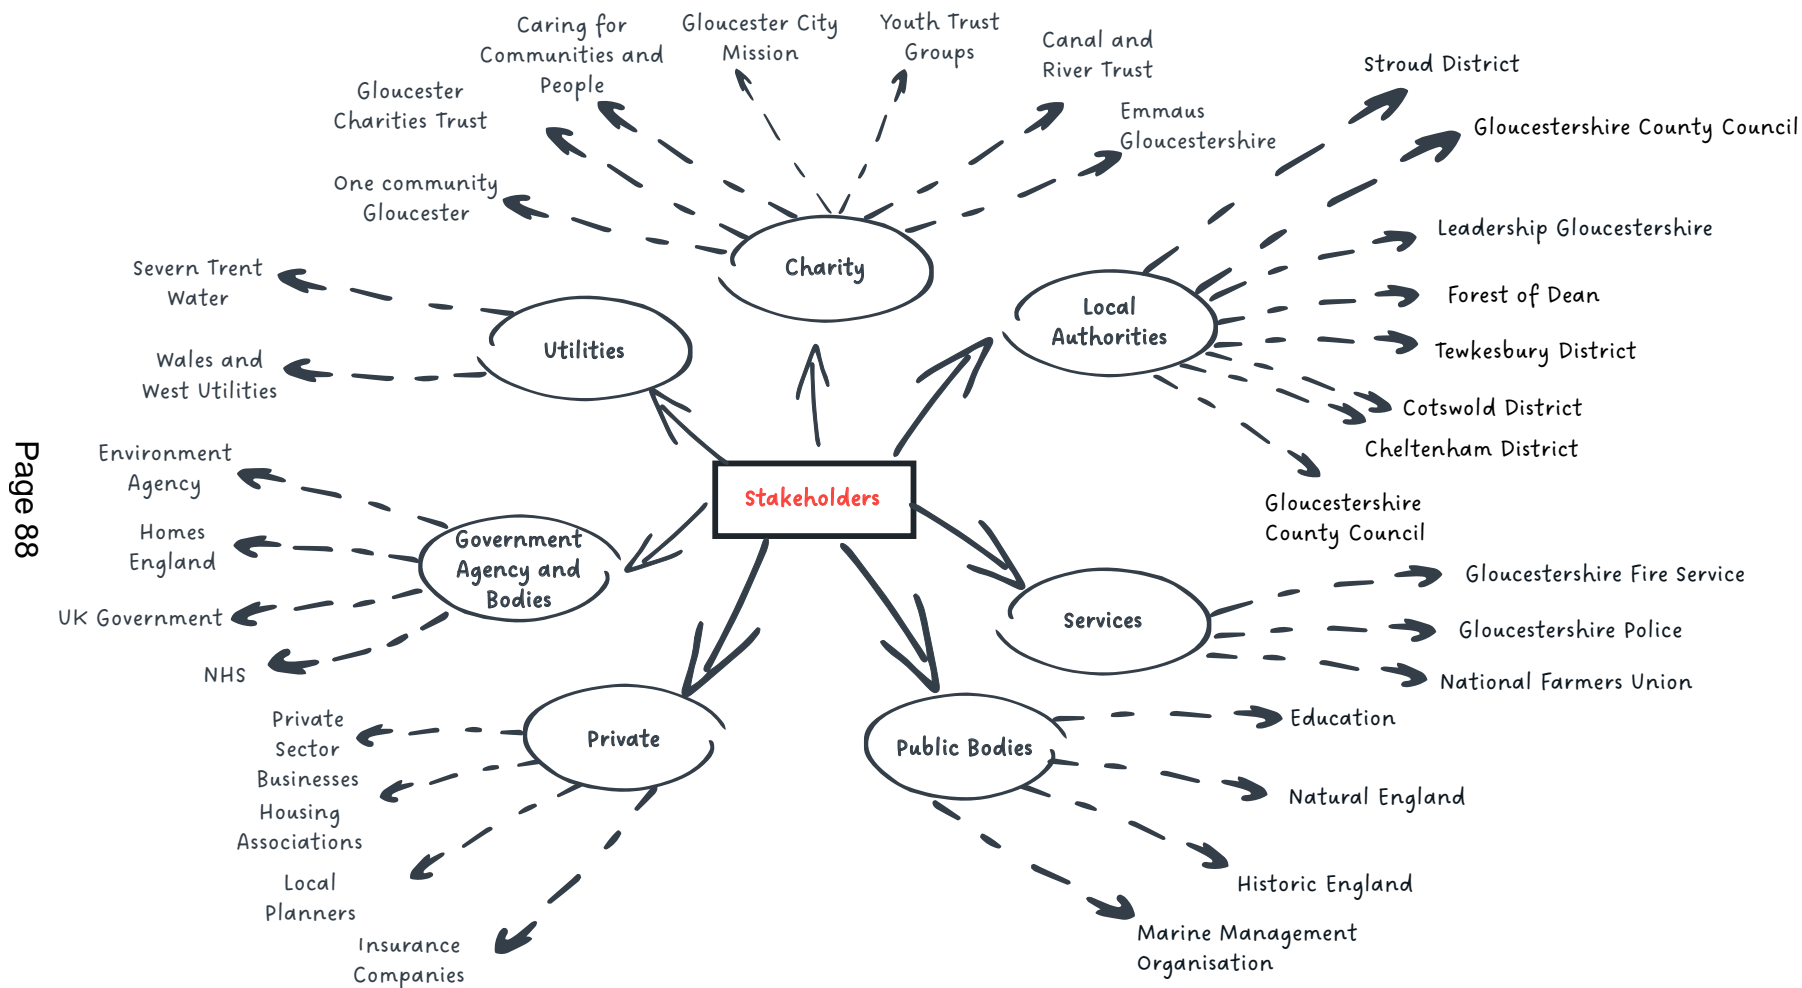 Caring for
Communities and
People
Gloucester City
Mission
Youth Trust
Groups
Canal and
River Trust
Emmaus
Gloucestershire
Gloucester
Charities Trust
One community
Gloucester
Charity
Stroud District
Gloucestershire County Council
Leadership Gloucestershire
Forest of Dean
Tewkesbury District
Cotswold District
Cheltenham District
Gloucestershire
County Council
Local
Authorities
Severn Trent
Water
Wales and
West Utilities
Utilities
Stakeholders
Environment
Agency
Homes
England
UK Government
NHS
Government
Agency and
Bodies
Services
Gloucestershire Fire Service
Gloucestershire Police
National Farmers Union
Private
Sector
Businesses
Housing
Associations
Local
Planners
Insurance
Companies
Private
Public Bodies
Education
Natural England
Historic England
Marine Management
Organisation
Page 88